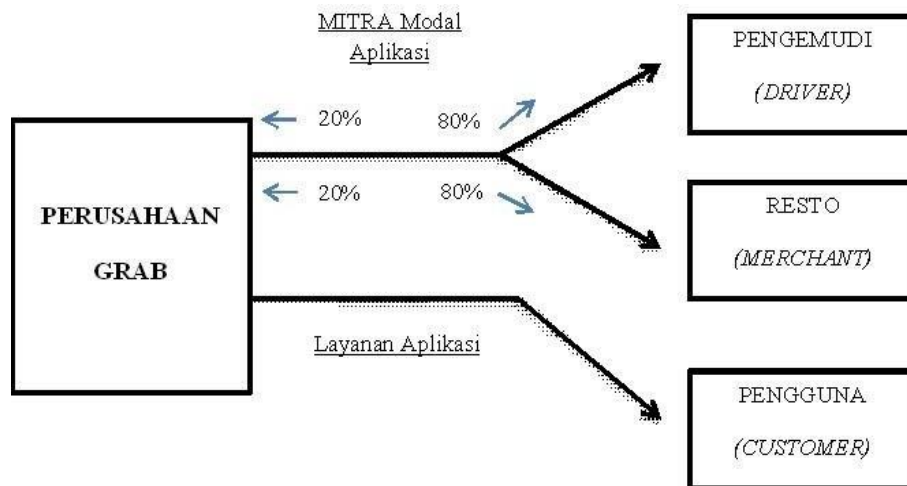 MITRA Modal
Aplikasi
20%
80%
20%
80%
PERUSAHAAN
GRAB
Layanan Aplikasi
PENGEMUDI
(DRIVER)
RESTO
(MERCHANT)
PENGGUNA
(CUSTOMER)